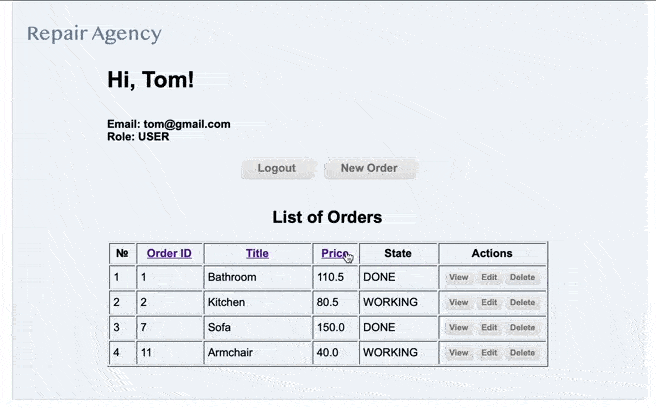 Repair Agency
Hi, Tom!
Email: tom@gmail.com
Role: USER
Logout New Order
List of Orders
№ Order ID Title Price State Actions
1 1 Bathroom 110.5 DONE View Edit Delete
2 2 Kitchen 80.5 WORKING View Edit Delete
3 7 Sofa 150.0 DONE View Edit Delete
4 11 Armchair 40.0 WORKING View Edit Delete